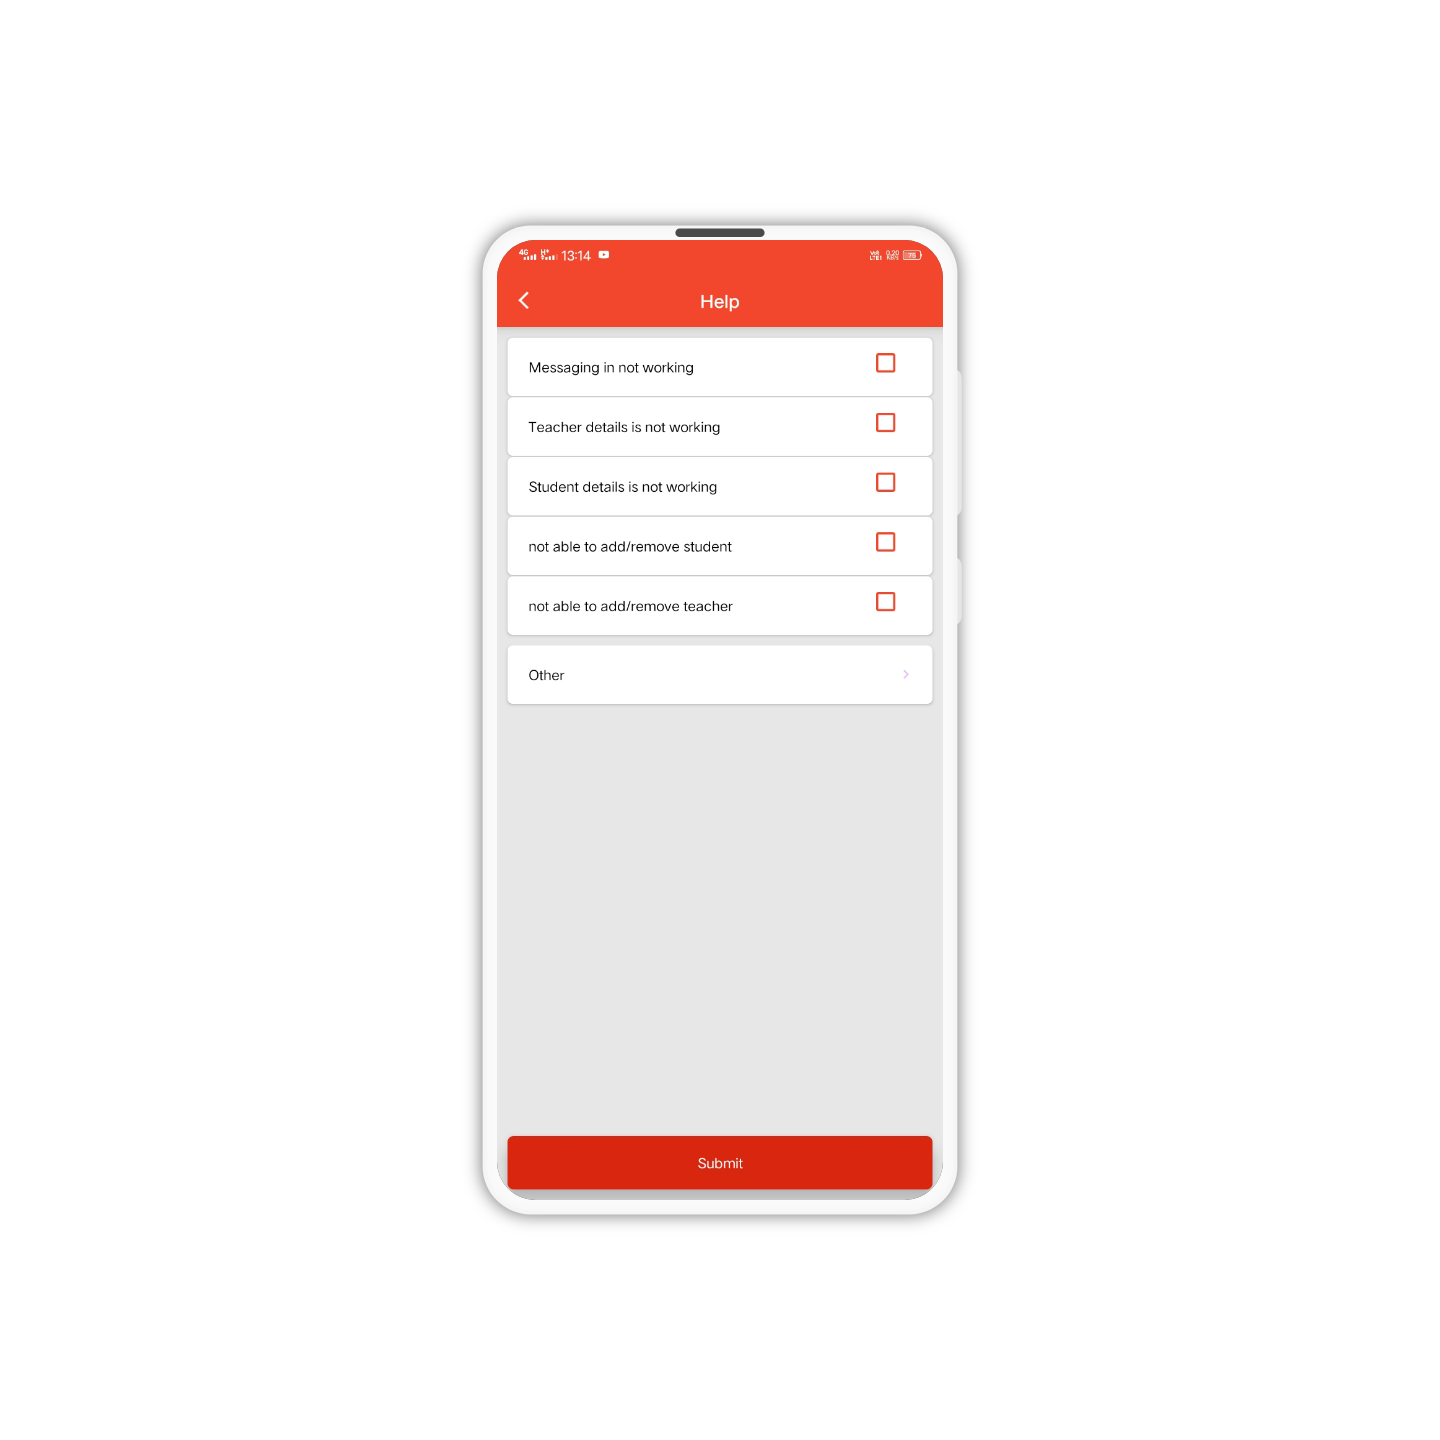 4G H+ 13:14
Help
Messaging in not working
Teacher details is not working
Student details is not working
not able to add/remove student
not able to add/remove teacher
Other
Submit